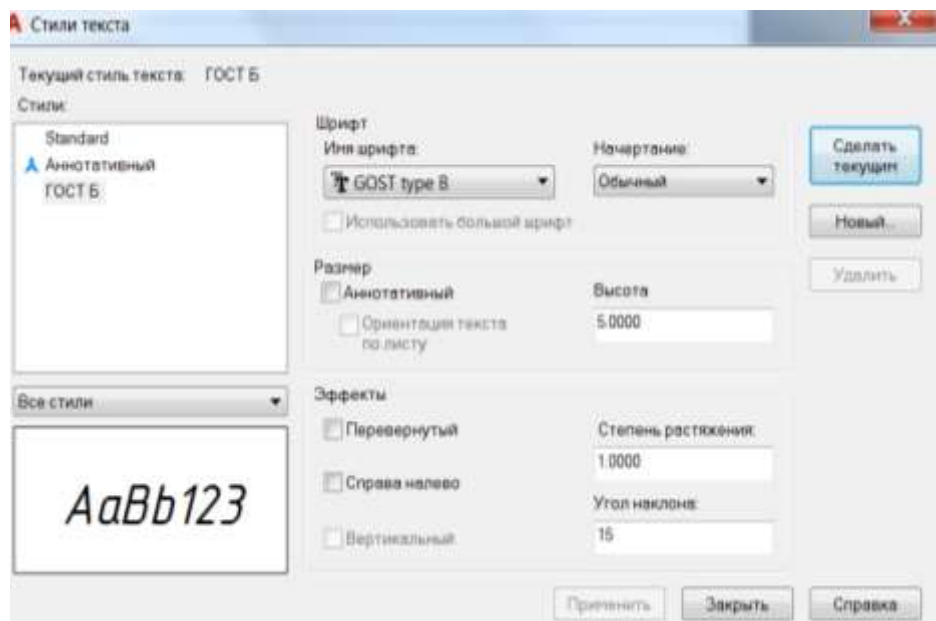 Стили текста
Текущий стиль текста: ГОСТ Б
Стили:
Standard
Аннотативный
ГОСТ Б
Все стили
AaBb123
Шрифт
Имя шрифта:
GOST type B
Использовать большой шрифт
Начертание:
Обычный
Размер
Аннотативный
Ориентация текста
по листу
Высота
5.0000
Эффекты
Перевернутый
Справа налево
Вертикальный
Степень растяжения:
1.0000
Угол наклона:
15
Сделать
текущим
Новый...
Удалить
Применить
Закрыть
Справка